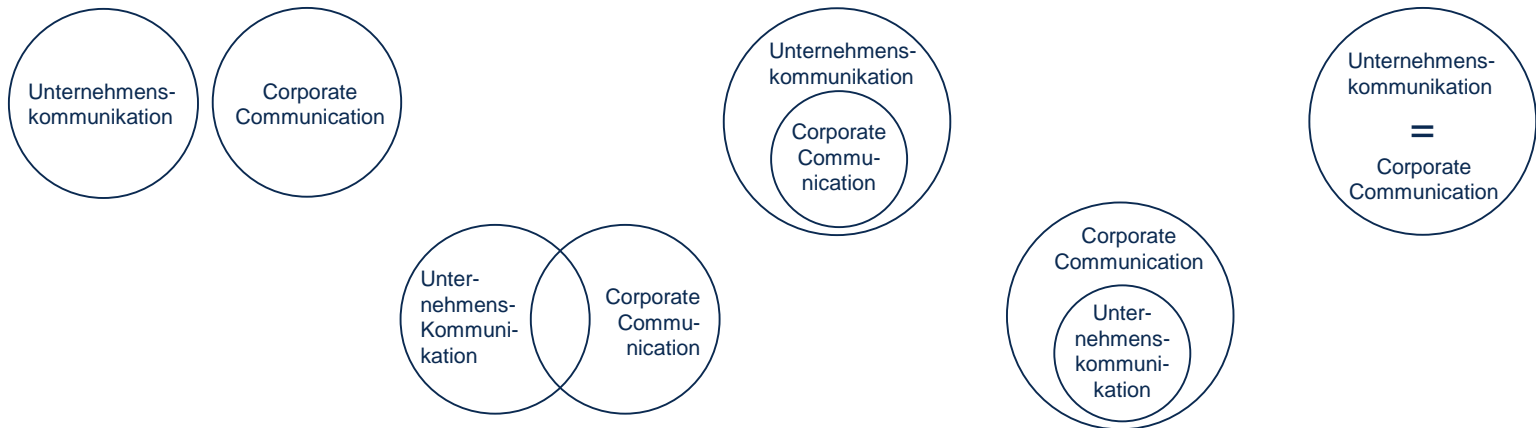 Unternehmens-
kommunikation
Corporate
Communication
Unter-
nehmens-
Kommuni-
kation
Corporate
Commu-
nication
Unternehmens-
kommunikation
Corporate
Commu-
nication
Corporate
Communication
Unter-
nehmens-
kommuni-
kation
Unternehmens-
kommunikation
=
Corporate
Communication